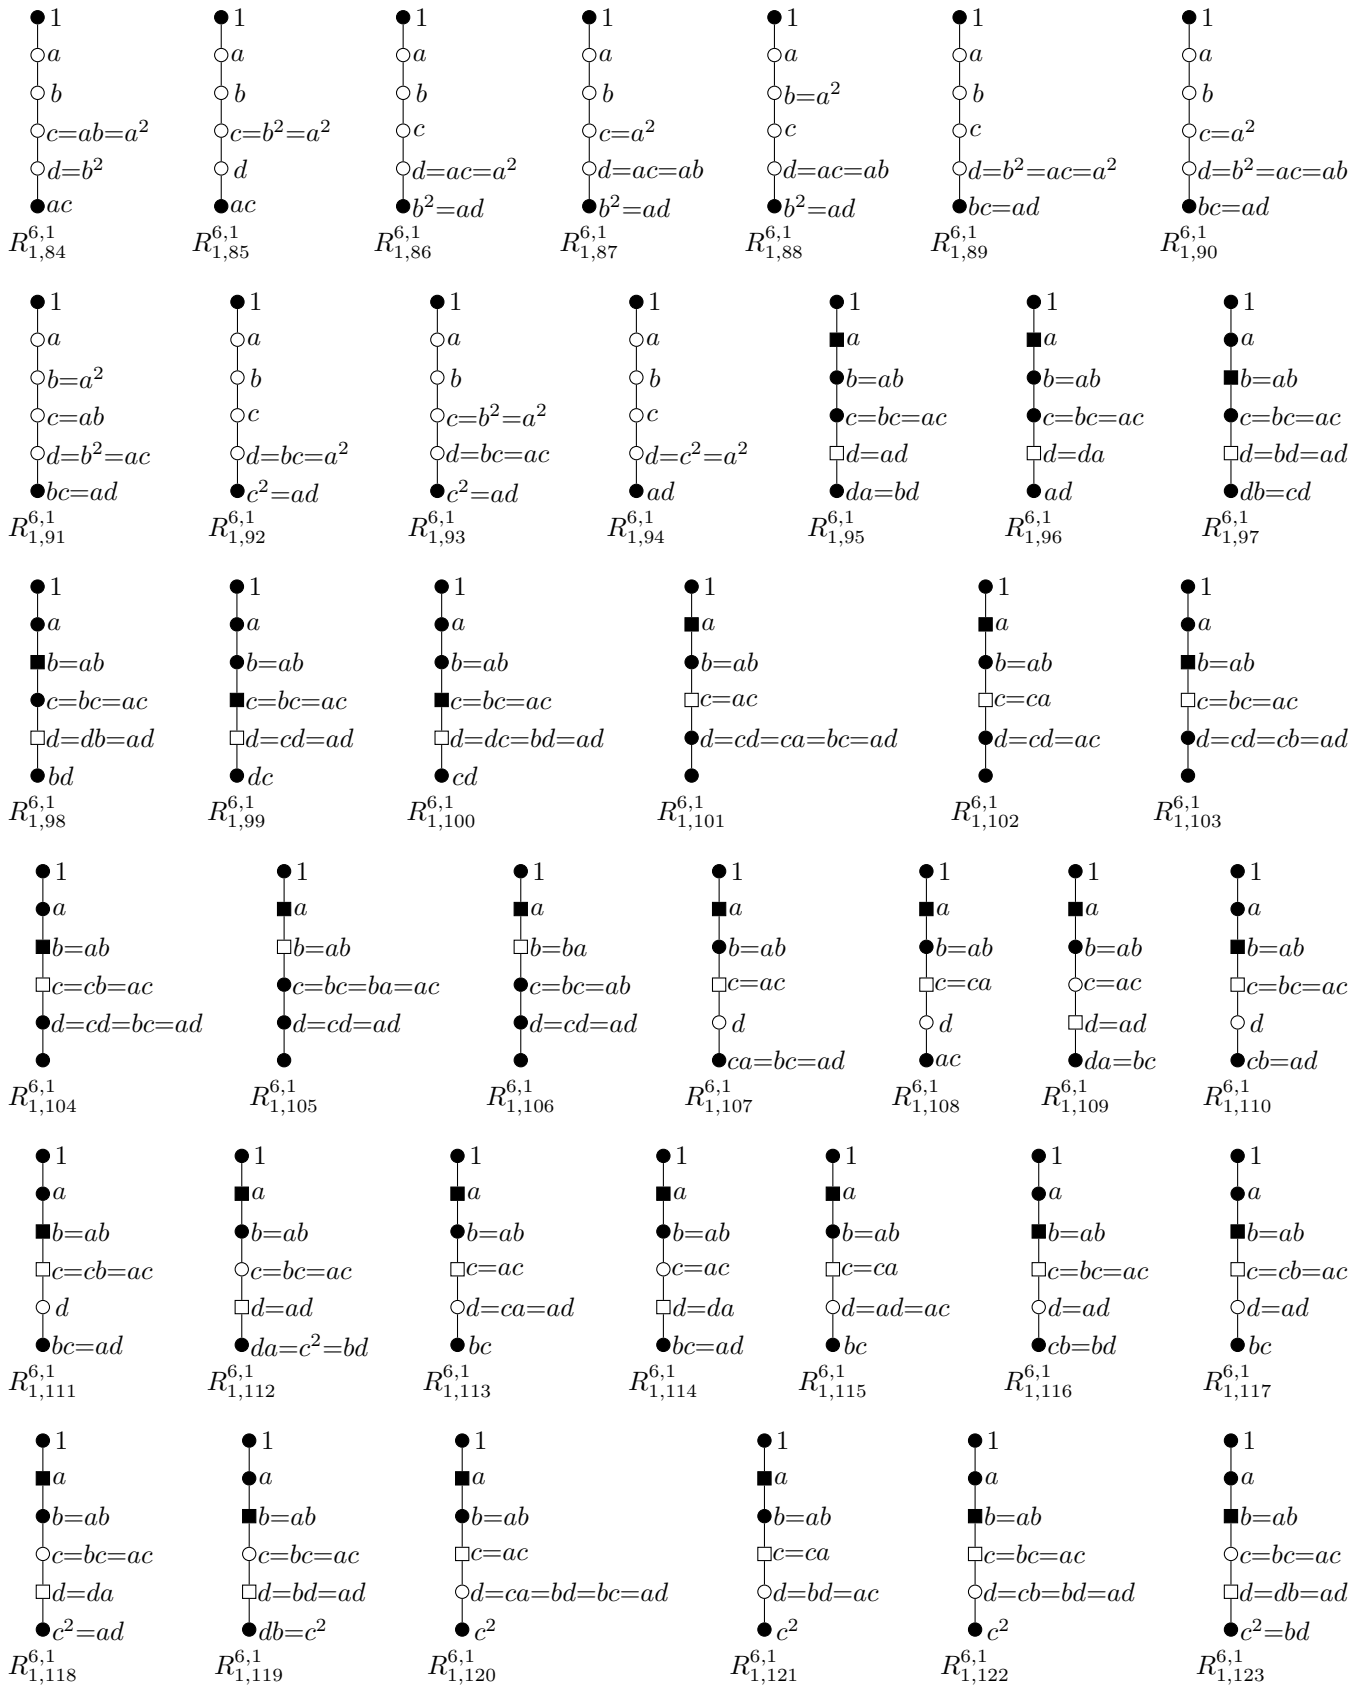 1 1 1 1 1 1 1
a a a a a a a
b b b b b=a² b b
c=ab=a² c=b²=a² c c=a² c c c=a²
d=b² d d=ac=a² d=ac=ab d=ac=ab d=b²=ac=a² d=b²=ac=ab
ac ac b²=ad b²=ad b²=ad bc=ad bc=ad
R^{6,1}_{1,84} R^{6,1}_{1,85} R^{6,1}_{1,86} R^{6,1}_{1,87} R^{6,1}_{1,88} R^{6,1}_{1,89} R^{6,1}_{1,90}
1 1 1 1 1 1 1
a a a a a a a
b=a² b b b b=ab b=ab b=ab
c=ab c c=b²=a² c c=bc=ac c=bc=ac c=bc=ac
d=b²=ac d=bc=a² d=bc=ac d=c²=a² d=ad d=da d=bd=ad
bc=ad c²=ad c²=ad ad da=bd ad db=cd
R^{6,1}_{1,91} R^{6,1}_{1,92} R^{6,1}_{1,93} R^{6,1}_{1,94} R^{6,1}_{1,95} R^{6,1}_{1,96} R^{6,1}_{1,97}
1 1 1 1 1 1
a a a a a a
b=ab b=ab b=ab b=ab b=ab b=ab
c=bc=ac c=bc=ac c=bc=ac c=ac c=ca c=bc=ac
d=db=ad d=cd=ad d=dc=bd=ad d=cd=ca=bc=ad d=cd=ac d=cd=cb=ad
bd dc cd
R^{6,1}_{1,98} R^{6,1}_{1,99} R^{6,1}_{1,100} R^{6,1}_{1,101} R^{6,1}_{1,102} R^{6,1}_{1,103}
1 1 1 1 1 1 1
a a a a a a a
b=ab b=ab b=ba b=ab b=ab b=ab b=ab
c=cb=ac c=bc=ba=ac c=bc=ab c=ac c=ca c=ac c=bc=ac
d=cd=bc=ad d=cd=ad d=cd=ad d d d=ad d
ca=bc=ad ac da=bc cb=ad
R^{6,1}_{1,104} R^{6,1}_{1,105} R^{6,1}_{1,106} R^{6,1}_{1,107} R^{6,1}_{1,108} R^{6,1}_{1,109} R^{6,1}_{1,110}
1 1 1 1 1 1 1
a a a a a a a
b=ab b=ab b=ab b=ab b=ab b=ab b=ab
c=cb=ac c=bc=ac c=ac c=ac c=ca c=bc=ac c=cb=ac
d d=ad d=ca=ad d=da d=ad=ac d=ad d=ad
bc=ad da=c²=bd bc bc=ad bc cb=bd bc
R^{6,1}_{1,111} R^{6,1}_{1,112} R^{6,1}_{1,113} R^{6,1}_{1,114} R^{6,1}_{1,115} R^{6,1}_{1,116} R^{6,1}_{1,117}
1 1 1 1 1 1
a a a a a a
b=ab b=ab b=ab b=ab b=ab b=ab
c=bc=ac c=bc=ac c=ac c=ca c=bc=ac c=bc=ac
d=da d=bd=ad d=ca=bd=bc=ad d=bd=ac d=cb=bd=ad d=db=ad
c²=ad db=c² c² c² c² c²=bd
R^{6,1}_{1,118} R^{6,1}_{1,119} R^{6,1}_{1,120} R^{6,1}_{1,121} R^{6,1}_{1,122} R^{6,1}_{1,123}